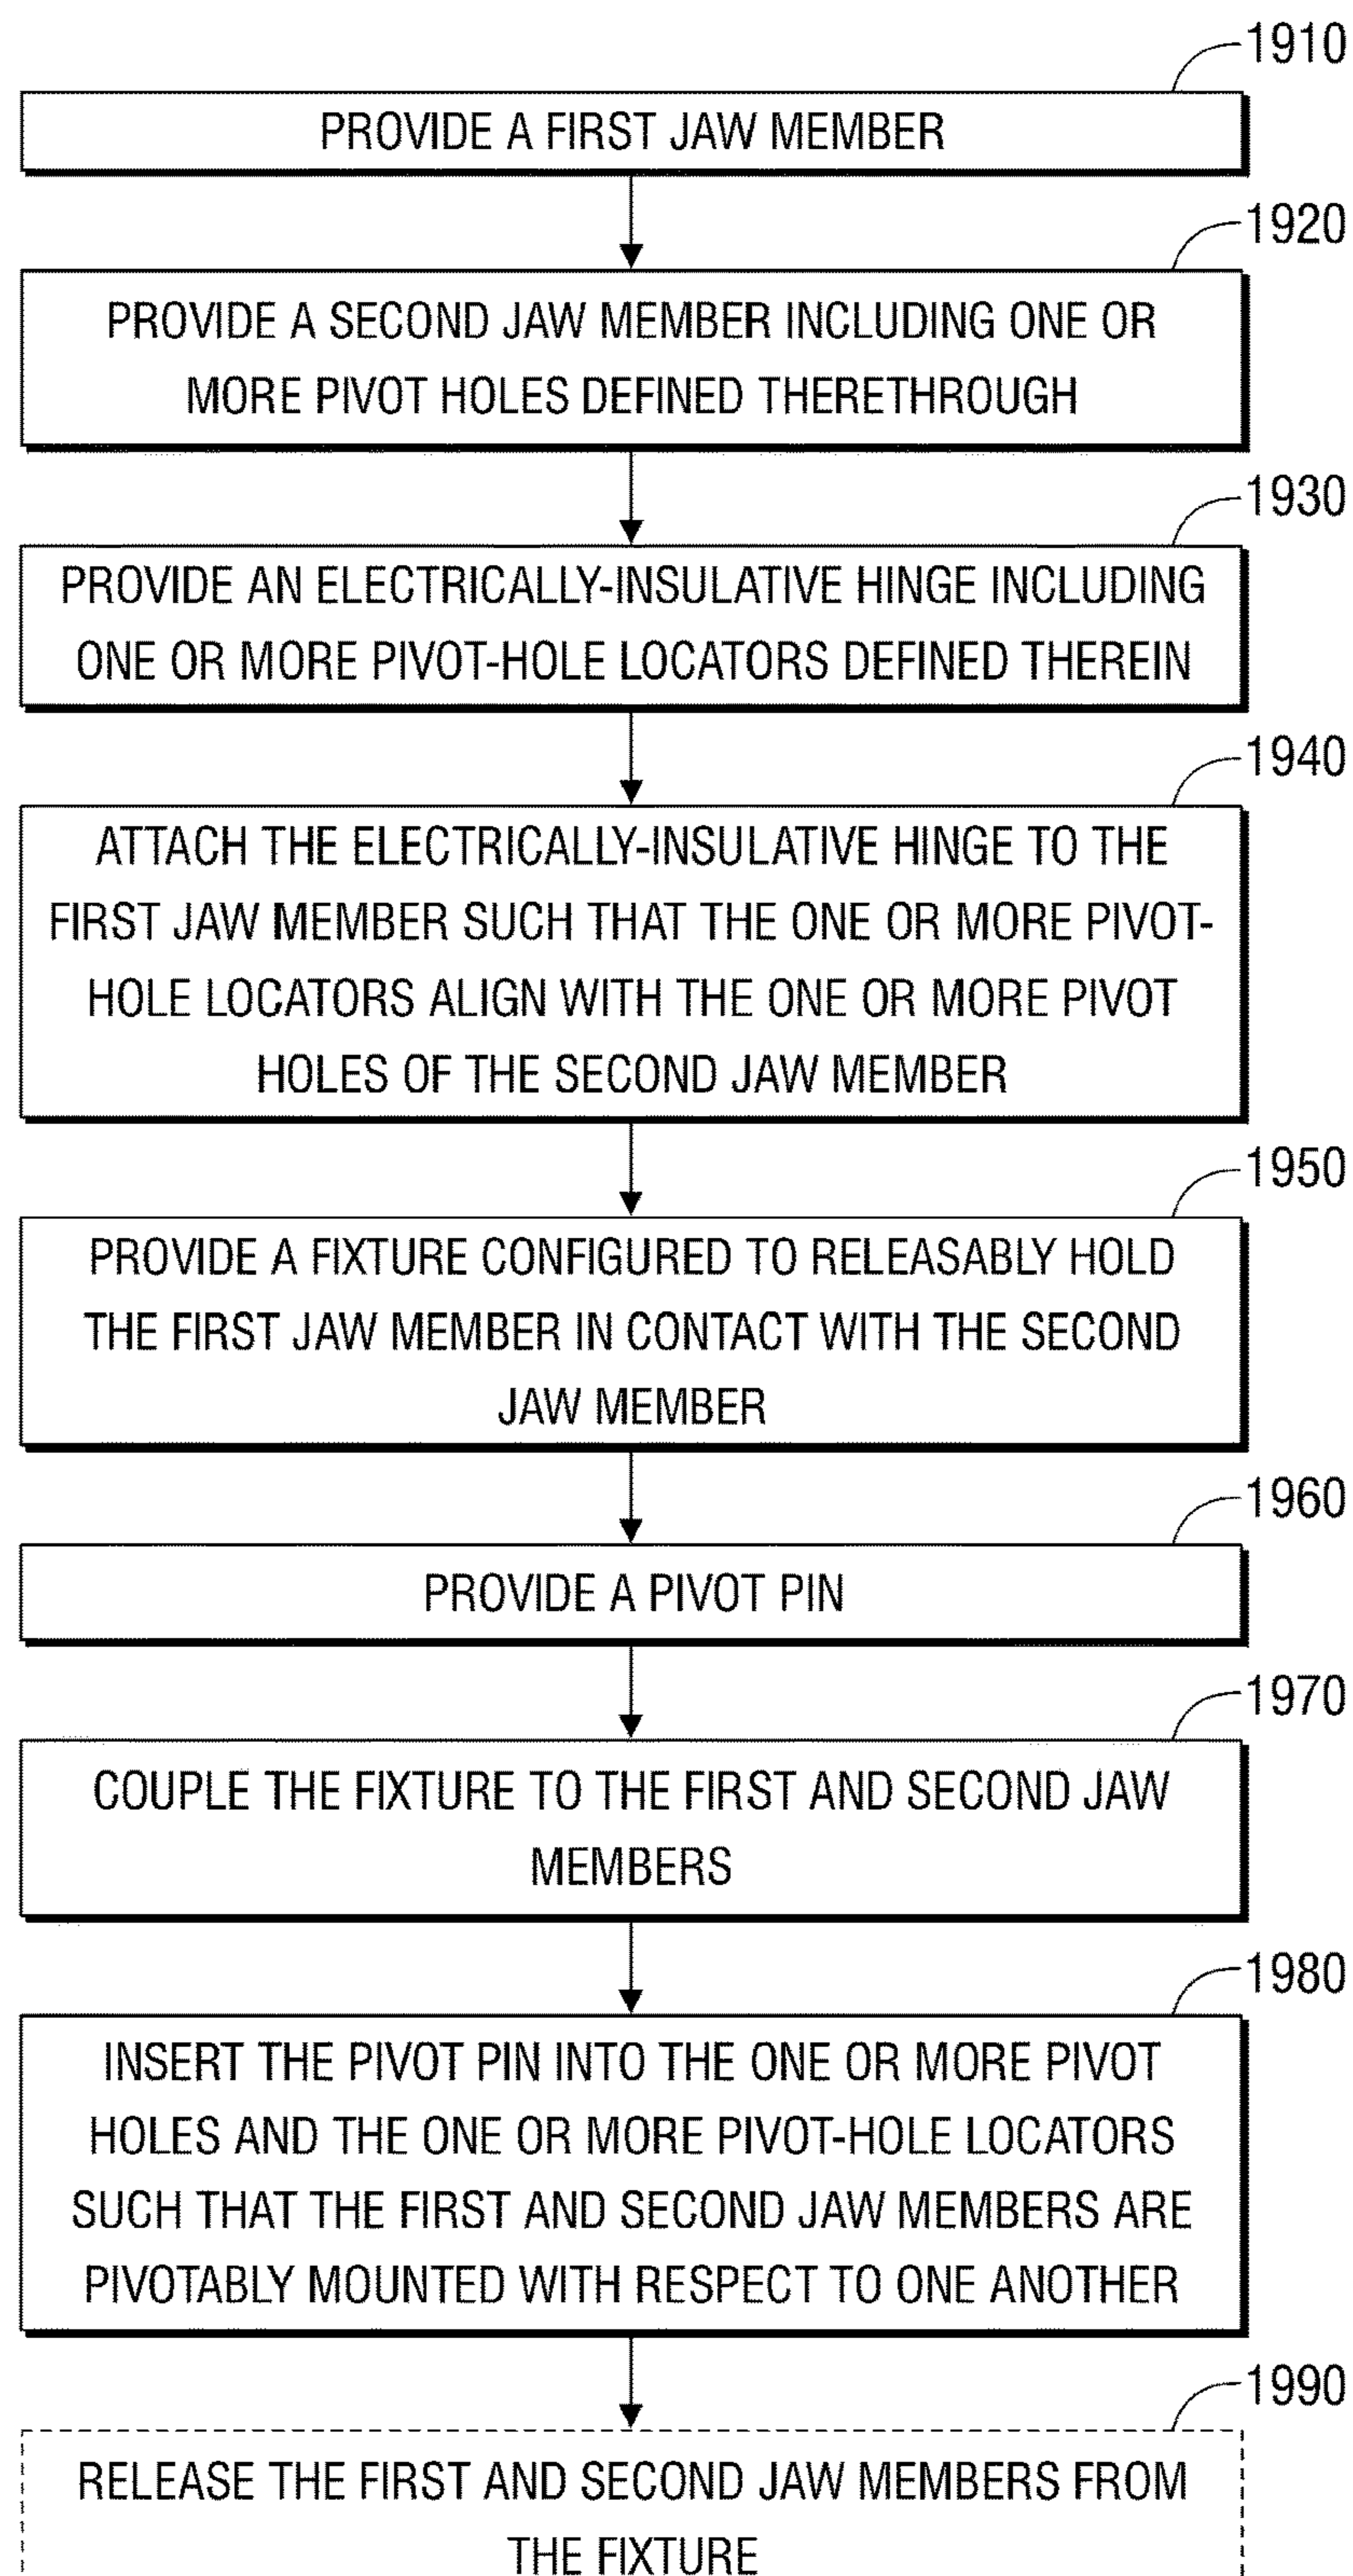 1910
PROVIDE A FIRST JAW MEMBER
1920
PROVIDE A SECOND JAW MEMBER INCLUDING ONE OR
MORE PIVOT HOLES DEFINED THERETHROUGH
1930
PROVIDE AN ELECTRICALLY-INSULATIVE HINGE INCLUDING
ONE OR MORE PIVOT-HOLE LOCATORS DEFINED THEREIN
1940
ATTACH THE ELECTRICALLY-INSULATIVE HINGE TO THE
FIRST JAW MEMBER SUCH THAT THE ONE OR MORE PIVOT-
HOLE LOCATORS ALIGN WITH THE ONE OR MORE PIVOT
HOLES OF THE SECOND JAW MEMBER
1950
PROVIDE A FIXTURE CONFIGURED TO RELEASABLY HOLD
THE FIRST JAW MEMBER IN CONTACT WITH THE SECOND
JAW MEMBER
1960
PROVIDE A PIVOT PIN
1970
COUPLE THE FIXTURE TO THE FIRST AND SECOND JAW
MEMBERS
1980
INSERT THE PIVOT PIN INTO THE ONE OR MORE PIVOT
HOLES AND THE ONE OR MORE PIVOT-HOLE LOCATORS
SUCH THAT THE FIRST AND SECOND JAW MEMBERS ARE
PIVOTABLY MOUNTED WITH RESPECT TO ONE ANOTHER
1990
RELEASE THE FIRST AND SECOND JAW MEMBERS FROM
THE FIXTURE